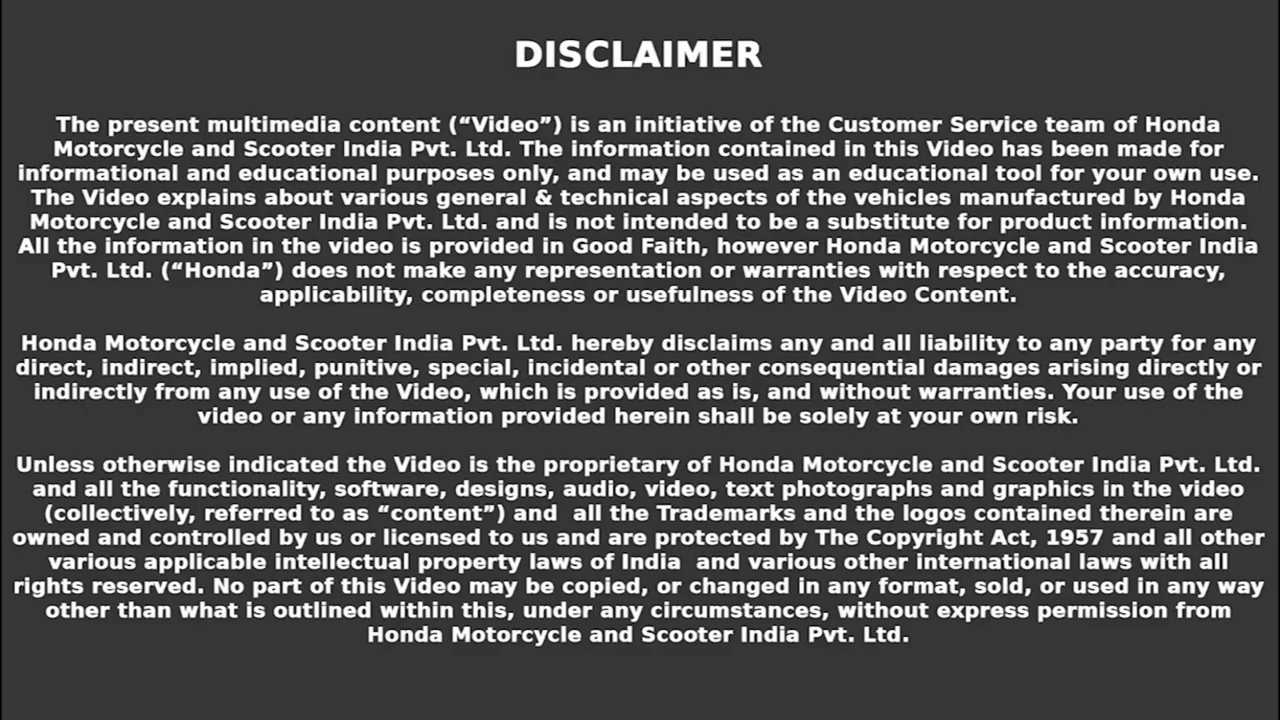 DISCLAIMER
The present multimedia content (“Video”) is an initiative of the Customer Service team of Honda
Motorcycle and Scooter India Pvt. Ltd. The information contained in this Video has been made for
informational and educational purposes only, and may be used as an educational tool for your own use.
The Video explains about various general & technical aspects of the vehicles manufactured by Honda
Motorcycle and Scooter India Pvt. Ltd. and is not intended to be a substitute for product information.
All the information in the video is provided in Good Faith, however Honda Motorcycle and Scooter India
Pvt. Ltd. (“Honda”) does not make any representation or warranties with respect to the accuracy,
applicability, completeness or usefulness of the Video Content.
Honda Motorcycle and Scooter India Pvt. Ltd. hereby disclaims any and all liability to any party for any
direct, indirect, implied, punitive, special, incidental or other consequential damages arising directly or
indirectly from any use of the Video, which is provided as is, and without warranties. Your use of the
video or any information provided herein shall be solely at your own risk.
Unless otherwise indicated the Video is the proprietary of Honda Motorcycle and Scooter India Pvt. Ltd.
and all the functionality, software, designs, audio, video, text photographs and graphics in the video
(collectively, referred to as “content”) and  all the Trademarks and the logos contained therein are
owned and controlled by us or licensed to us and are protected by The Copyright Act, 1957 and all other
various applicable intellectual property laws of India  and various other international laws with all
rights reserved. No part of this Video may be copied, or changed in any format, sold, or used in any way
other than what is outlined within this, under any circumstances, without express permission from
Honda Motorcycle and Scooter India Pvt. Ltd.